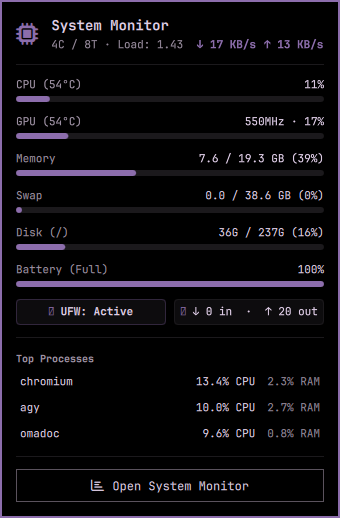 System Monitor
4C / 8T · Load: 1.43 ↓ 17 KB/s ↑ 13 KB/s
CPU (54°C) 11%
GPU (54°C) 550MHz · 17%
Memory 7.6 / 19.3 GB (39%)
Swap 0.0 / 38.6 GB (0%)
Disk (/) 36G / 237G (16%)
Battery (Full) 100%
UFW: Active ↓ 0 in · ↑ 20 out
Top Processes
chromium 13.4% CPU 2.3% RAM
agy 10.0% CPU 2.7% RAM
omadoc 9.6% CPU 0.8% RAM
Open System Monitor